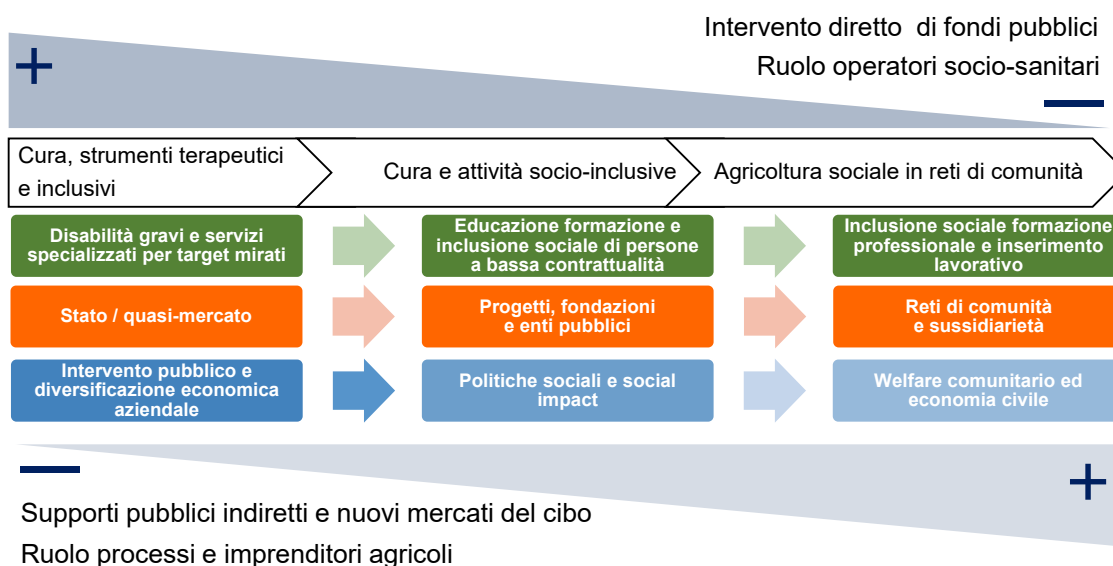 Intervento diretto di fondi pubblici
Ruolo operatori socio-sanitari
+
—
Cura, strumenti terapeutici
e inclusivi
Cura e attività socio-inclusive
Agricoltura sociale in reti di comunità
Disabilità gravi e servizi
specializzati per target mirati
Educazione formazione e
inclusione sociale di persone
a bassa contrattualità
Inclusione sociale formazione
professionale e inserimento
lavorativo
Stato / quasi-mercato
Progetti, fondazioni
e enti pubblici
Reti di comunità
e sussidiarietà
Intervento pubblico e
diversificazione economica
aziendale
Politiche sociali e social
impact
Welfare comunitario ed
economia civile
—
+
Supporti pubblici indiretti e nuovi mercati del cibo
Ruolo processi e imprenditori agricoli